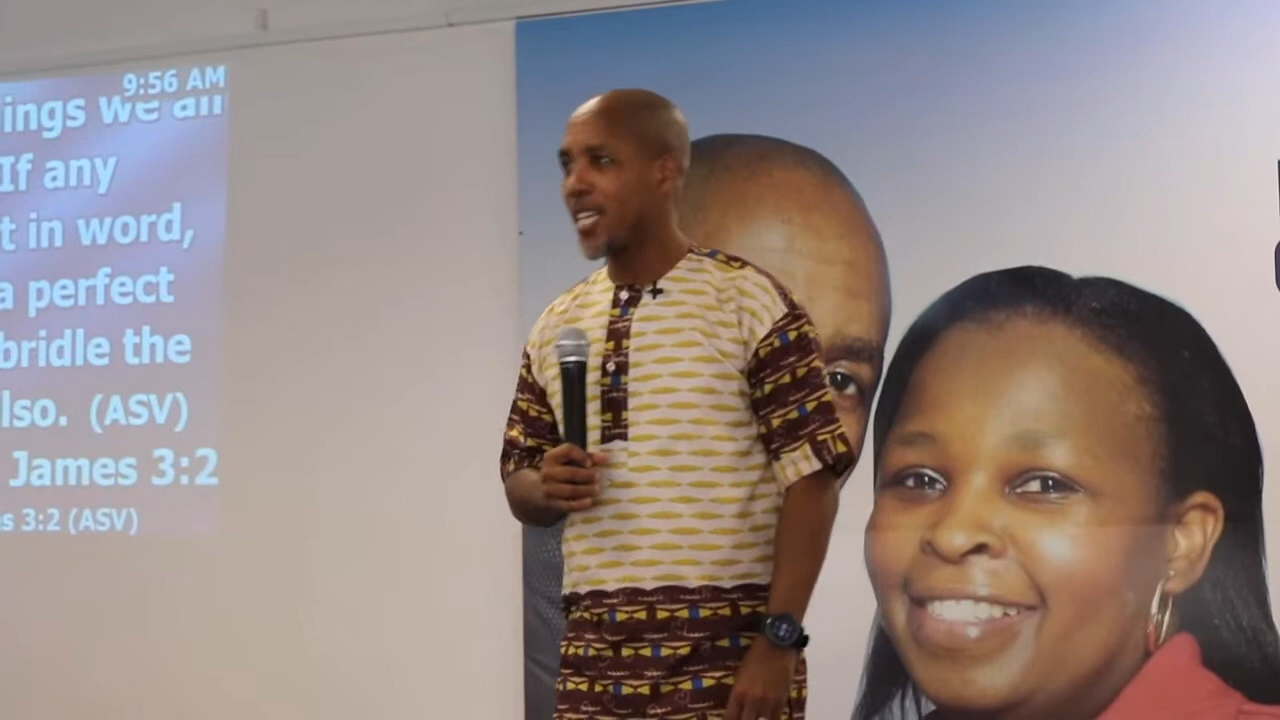 9:56 AM
ings we all
If any
t in word,
a perfect
bridle the
lso. (ASV)
James 3:2
s 3:2 (ASV)